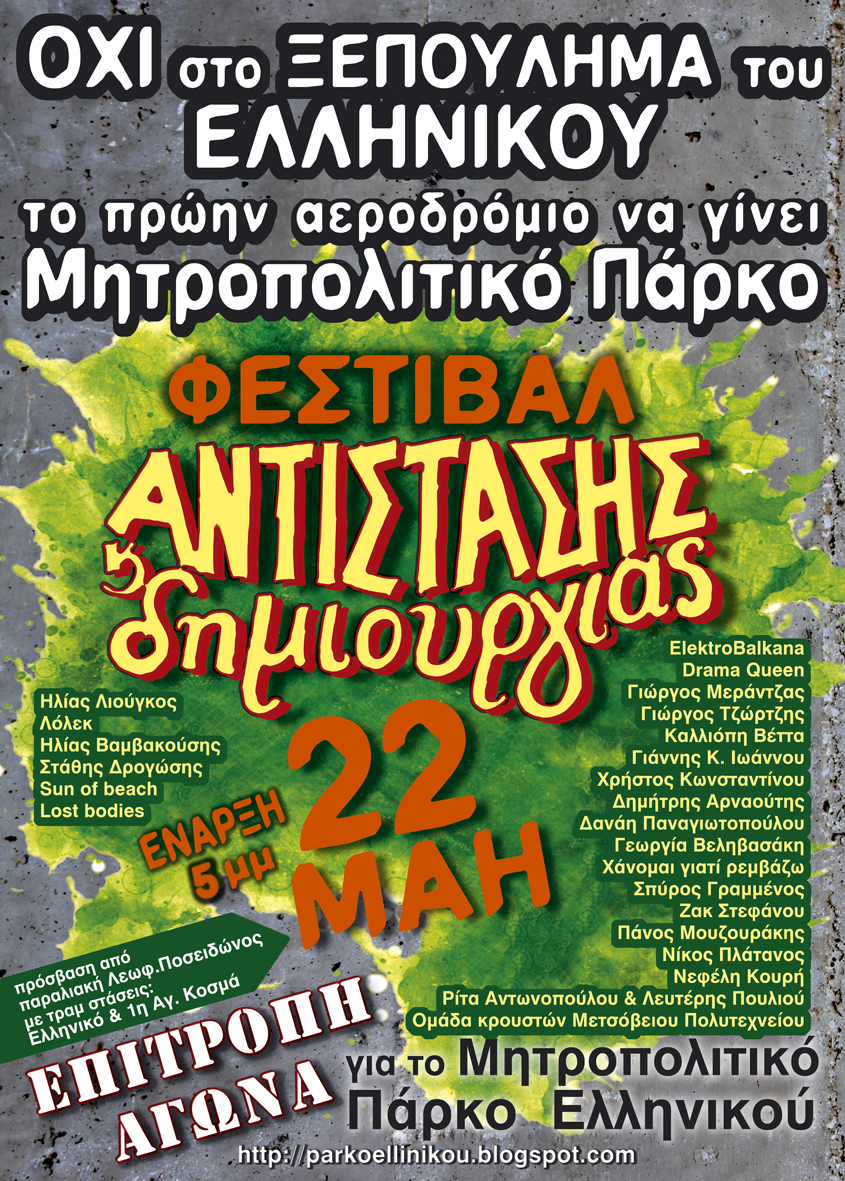 ΟΧΙ στο ΞΕΠΟΥΛΗΜΑ του
ΕΛΛΗΝΙΚΟΥ
το πρώην αεροδρόμιο να γίνει
Μητροπολιτικό Πάρκο
ΦΕΣΤΙΒΑΛ
ΑΝΤΙΣΤΑΣΗΣ
ϗ δημιουργίας
22
ΜΑΗ
ΕΝΑΡΞΗ
5 μμ
Ηλίας Λιούγκος
Λόλεκ
Ηλίας Βαμβακούσης
Στάθης Δρογώσης
Sun of beach
Lost bodies
ElektroBalkana
Drama Queen
Γιώργος Μεράντζας
Γιώργος Τζώρτζης
Καλλιόπη Βέττα
Γιάννης Κ. Ιωάννου
Χρήστος Κωνσταντίνου
Δημήτρης Αρναούτης
Δανάη Παναγιωτοπούλου
Γεωργία Βεληβασάκη
Χάνομαι γιατί ρεμβάζω
Σπύρος Γραμμένος
Ζακ Στεφάνου
Πάνος Μουζουράκης
Νίκος Πλάτανος
Νεφέλη Κουρή
Ρίτα Αντωνοπούλου & Λευτέρης Πουλιού
Ομάδα κρουστών Μετσόβειου Πολυτεχνείου
πρόσβαση από
παραλιακή Λεωφ.Ποσειδώνος
με τραμ στάσεις:
Ελληνικό & 1η Αγ. Κοσμά
ΕΠΙΤΡΟΠΗ
ΑΓΩΝΑ
για το Μητροπολιτικό
Πάρκο Ελληνικού
http://parkoellinikou.blogspot.com